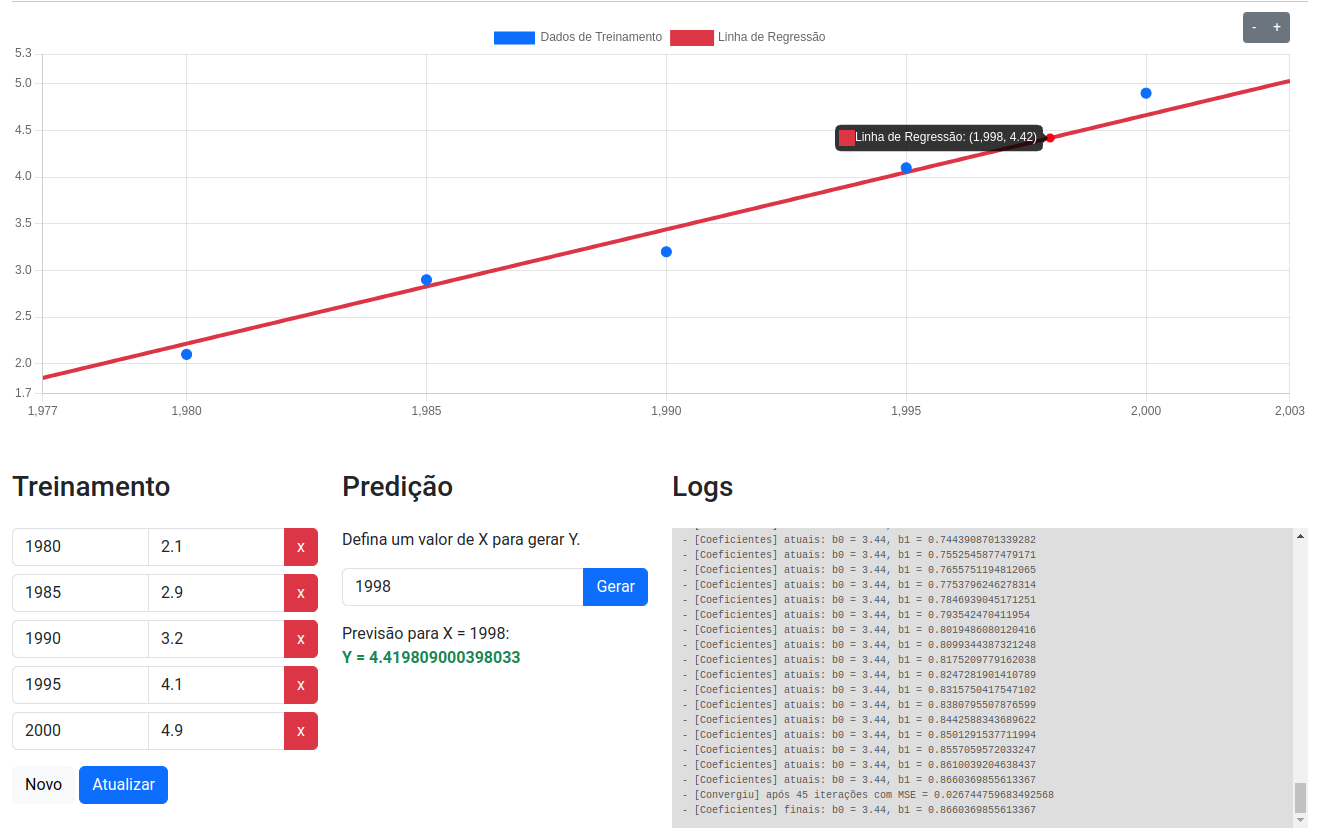 - +
Dados de Treinamento Linha de Regressão
5.3
5.0
4.5
4.0
3.5
3.0
2.5
2.0
1.7
Linha de Regressão: (1,998, 4.42)
1,977 1,980 1,985 1,990 1,995 2,000 2,003
Treinamento
1980 2.1 x
1985 2.9 x
1990 3.2 x
1995 4.1 x
2000 4.9 x
Novo Atualizar
Predição
Defina um valor de X para gerar Y.
1998 Gerar
Previsão para X = 1998:
Y = 4.419809000398033
Logs
- [Coeficientes] atuais: b0 = 3.44, b1 = 0.7443908701339282
- [Coeficientes] atuais: b0 = 3.44, b1 = 0.7552545877479171
- [Coeficientes] atuais: b0 = 3.44, b1 = 0.7655751194812065
- [Coeficientes] atuais: b0 = 3.44, b1 = 0.7753796246278314
- [Coeficientes] atuais: b0 = 3.44, b1 = 0.7846939045171251
- [Coeficientes] atuais: b0 = 3.44, b1 = 0.793542470411954
- [Coeficientes] atuais: b0 = 3.44, b1 = 0.8019486080120416
- [Coeficientes] atuais: b0 = 3.44, b1 = 0.8099344387321248
- [Coeficientes] atuais: b0 = 3.44, b1 = 0.8175209779162038
- [Coeficientes] atuais: b0 = 3.44, b1 = 0.8247281901410789
- [Coeficientes] atuais: b0 = 3.44, b1 = 0.8315750417547102
- [Coeficientes] atuais: b0 = 3.44, b1 = 0.8380795507876599
- [Coeficientes] atuais: b0 = 3.44, b1 = 0.8442588343689622
- [Coeficientes] atuais: b0 = 3.44, b1 = 0.8501291537711994
- [Coeficientes] atuais: b0 = 3.44, b1 = 0.8557059572033247
- [Coeficientes] atuais: b0 = 3.44, b1 = 0.8610039204638437
- [Coeficientes] atuais: b0 = 3.44, b1 = 0.8660369855613367
- [Convergiu] após 45 iterações com MSE = 0.026744759683492568
- [Coeficientes] finais: b0 = 3.44, b1 = 0.8660369855613367